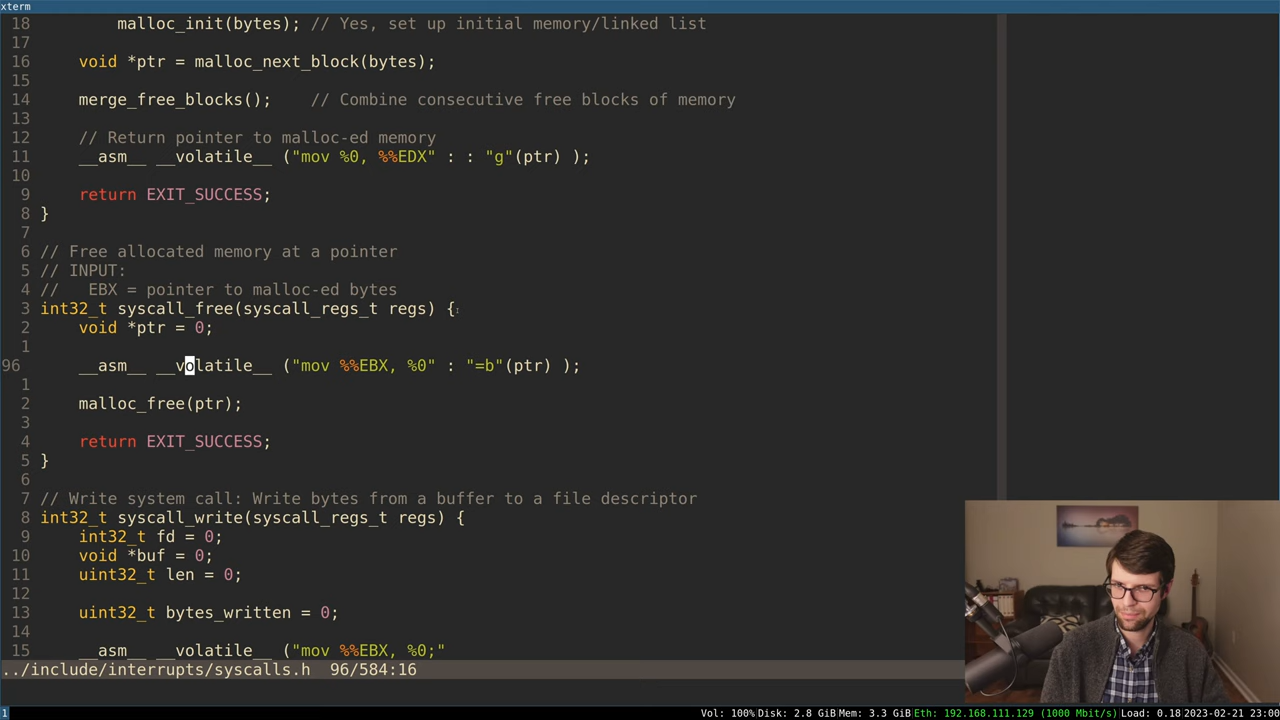 xterm
18 malloc_init(bytes); // Yes, set up initial memory/linked list
17
16 void *ptr = malloc_next_block(bytes);
15
14 merge_free_blocks(); // Combine consecutive free blocks of memory
13
12 // Return pointer to malloc-ed memory
11 __asm__ __volatile__ ("mov %0, %%EDX" : : "g"(ptr) );
10
9 return EXIT_SUCCESS;
8 }
7
6 // Free allocated memory at a pointer
5 // INPUT:
4 //   EBX = pointer to malloc-ed bytes
3 int32_t syscall_free(syscall_regs_t regs) {
2 void *ptr = 0;
1
96 __asm__ __volatile__ ("mov %%EBX, %0" : "=b"(ptr) );
1
2 malloc_free(ptr);
3
4 return EXIT_SUCCESS;
5 }
6
7 // Write system call: Write bytes from a buffer to a file descriptor
8 int32_t syscall_write(syscall_regs_t regs) {
9 int32_t fd = 0;
10 void *buf = 0;
11 uint32_t len = 0;
12
13 uint32_t bytes_written = 0;
14
15 __asm__ __volatile__ ("mov %%EBX, %0;"
../include/interrupts/syscalls.h 96/584:16
1 Vol: 100% Disk: 2.8 GiB Mem: 3.3 GiB Eth: 192.168.111.129 (1000 Mbit/s) Load: 0.18 2023-02-21 23:00